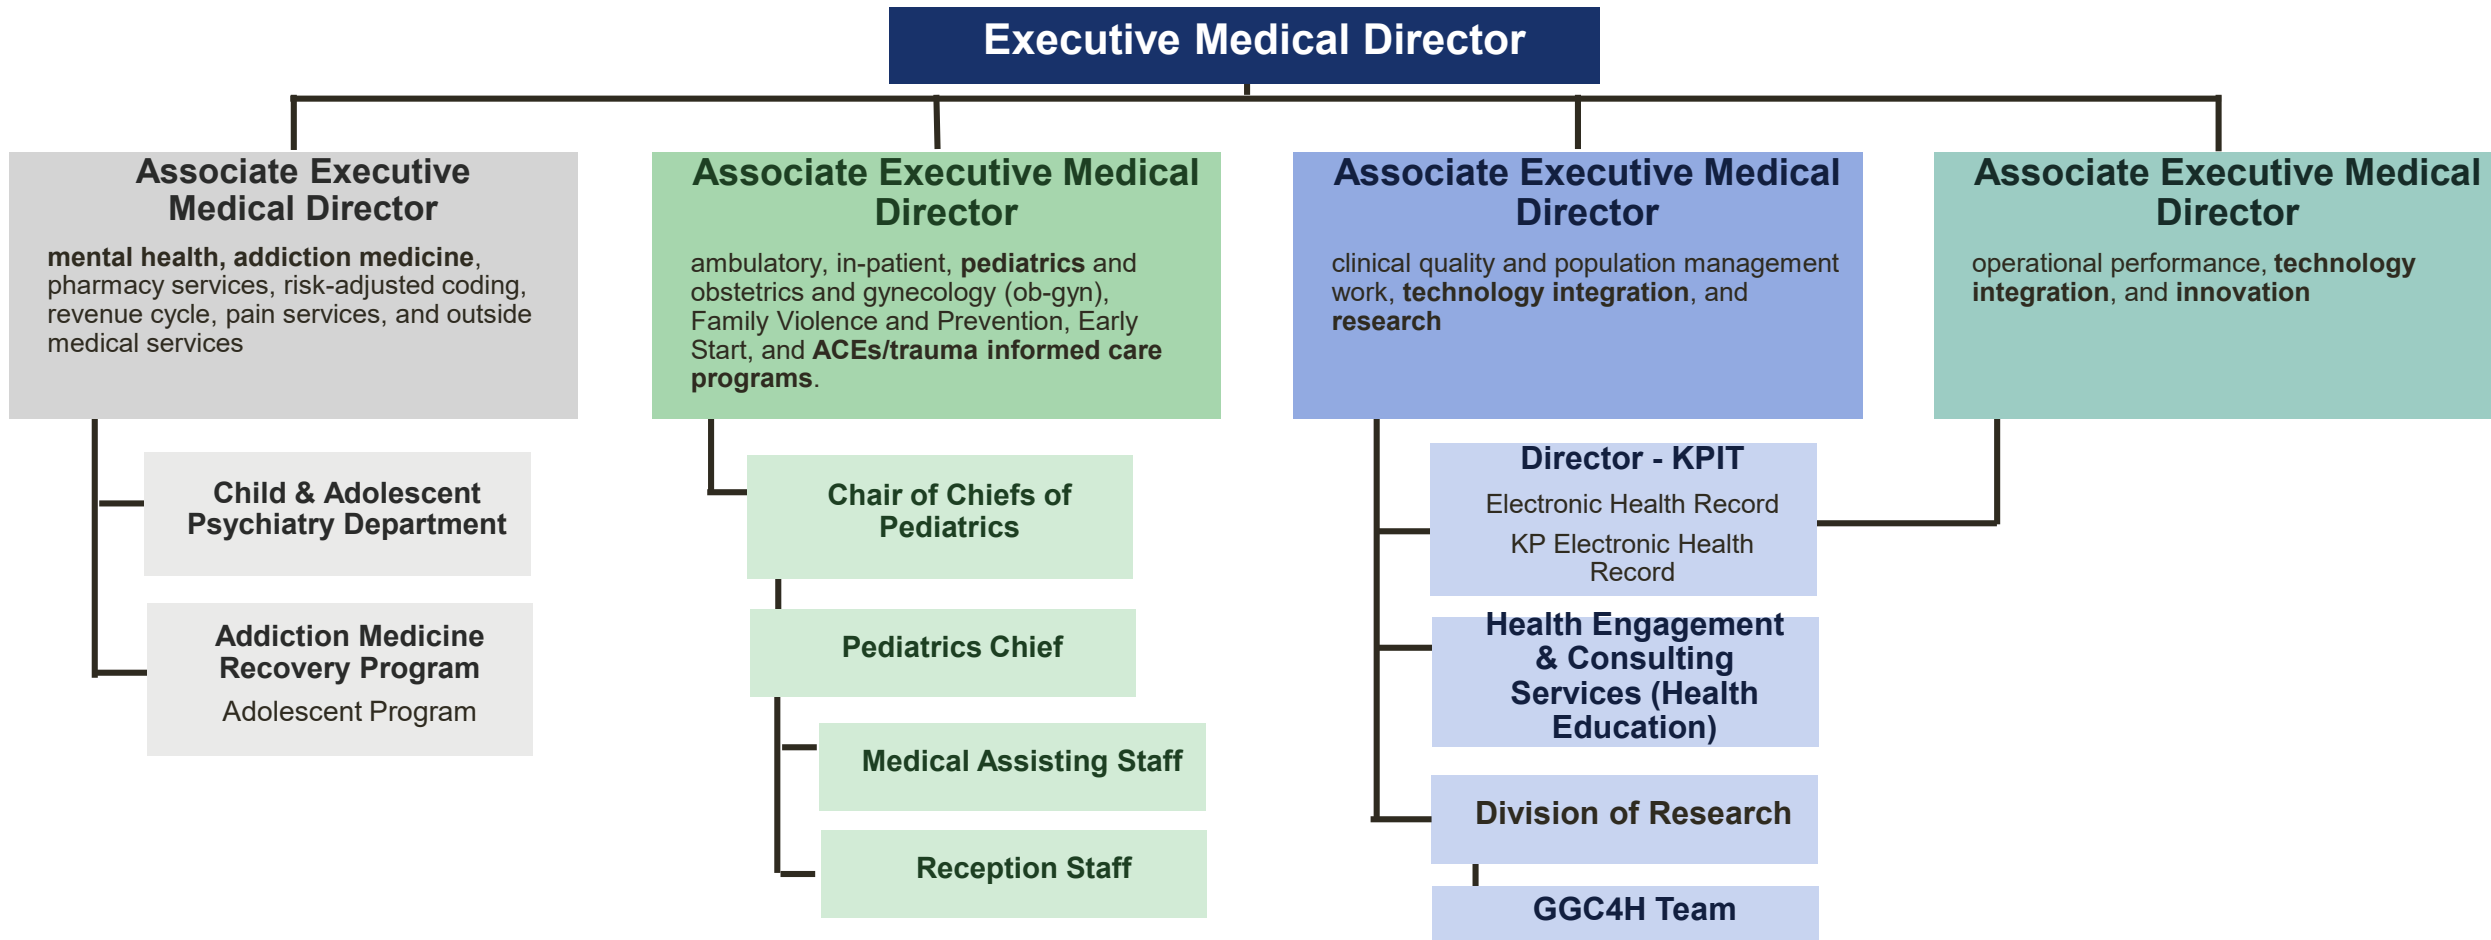 Executive Medical Director
Associate Executive
Medical Director
mental health, addiction medicine,
pharmacy services, risk-adjusted coding,
revenue cycle, pain services, and outside
medical services
Child & Adolescent
Psychiatry Department
Addiction Medicine
Recovery Program
Adolescent Program
Associate Executive Medical
Director
ambulatory, in-patient, pediatrics and
obstetrics and gynecology (ob-gyn),
Family Violence and Prevention, Early
Start, and ACEs/trauma informed care
programs.
Chair of Chiefs of
Pediatrics
Pediatrics Chief
Medical Assisting Staff
Reception Staff
Associate Executive Medical
Director
clinical quality and population management
work, technology integration, and
research
Director - KPIT
Electronic Health Record
KP Electronic Health
Record
Health Engagement
& Consulting
Services (Health
Education)
Division of Research
GGC4H Team
Associate Executive Medical
Director
operational performance, technology
integration, and innovation